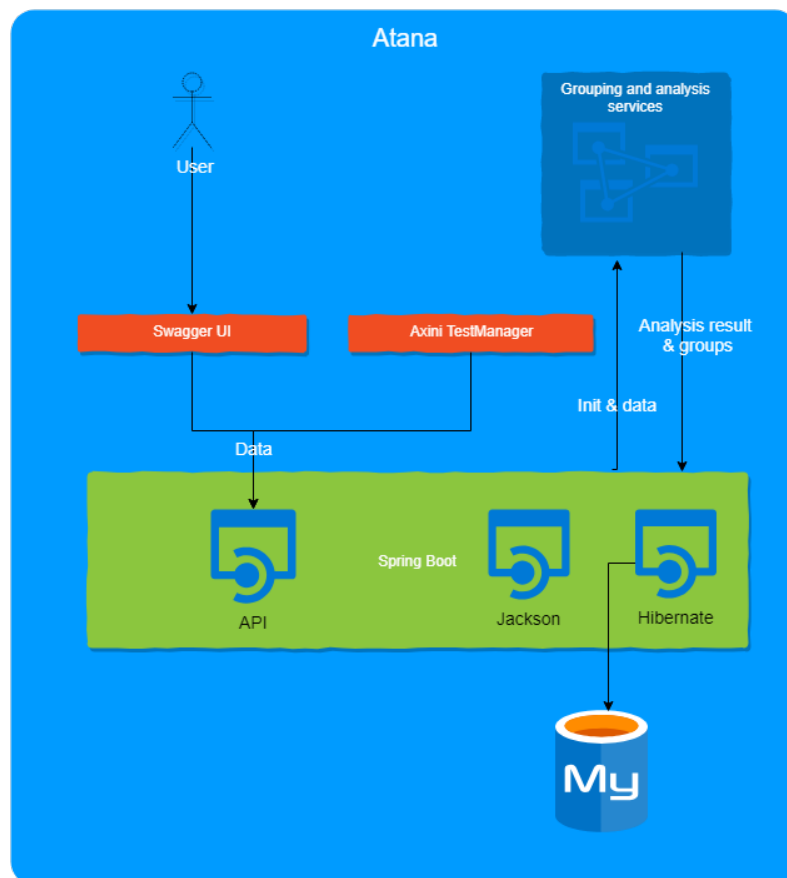 Atana
Grouping and analysis
services
User
Swagger UI
Axini TestManager
Analysis result
& groups
Init & data
Data
Spring Boot
API
Jackson
Hibernate
My